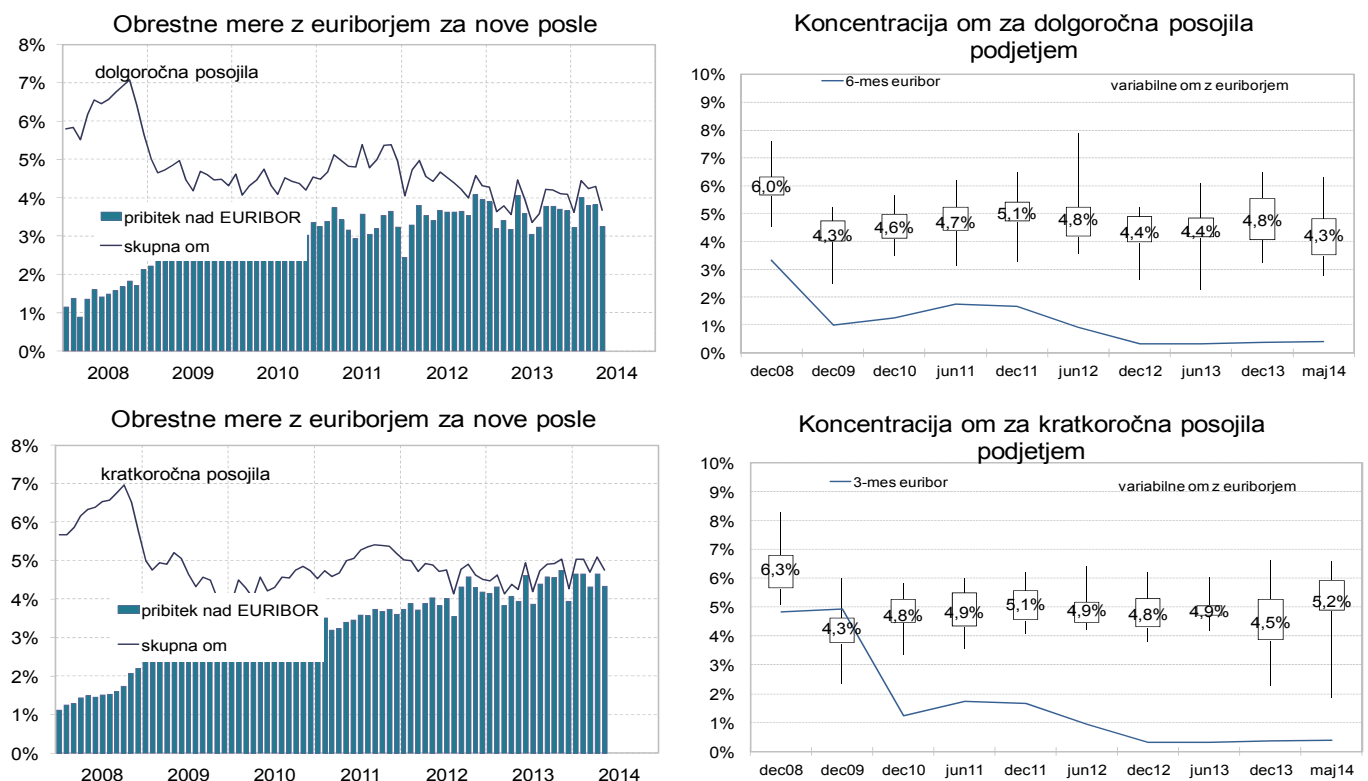 Obrestne mere z euriborjem za nove posle
8%
7%
6%
5%
4%
3%
2%
1%
0%
dolgoročna posojila
pribitek nad EURIBOR
skupna om
2008 2009 2010 2011 2012 2013 2014
Koncentracija om za dolgoročna posojila
podjetjem
10%
9%
8%
7%
6%
5%
4%
3%
2%
1%
0%
6-mes euribor
variabilne om z euriborjem
6,0% 4,3% 4,6% 4,7% 5,1% 4,8% 4,4% 4,4% 4,8% 4,3%
dec08 dec09 dec10 jun11 dec11 jun12 dec12 jun13 dec13 maj14
Obrestne mere z euriborjem za nove posle
8%
7%
6%
5%
4%
3%
2%
1%
0%
kratkoročna posojila
pribitek nad EURIBOR
skupna om
2008 2009 2010 2011 2012 2013 2014
Koncentracija om za kratkoročna posojila
podjetjem
10%
9%
8%
7%
6%
5%
4%
3%
2%
1%
0%
3-mes euribor
variabilne om z euriborjem
6,3% 4,3% 4,8% 4,9% 5,1% 4,9% 4,8% 4,9% 4,5% 5,2%
dec08 dec09 dec10 jun11 dec11 jun12 dec12 jun13 dec13 maj14